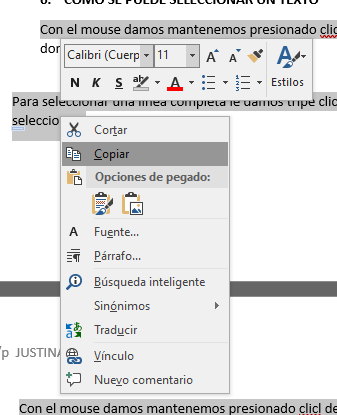 6. COMO SE PUEDE SELECCIONAR UN TEXTO
Con el mouse damos mantenemos presionado clic
Calibri (Cuerp 11
N K S ab A Estilos
Para seleccionar una linea completa le damos tripe clic
seleccio
Cortar
Copiar
Opciones de pegado:
A Fuente...
Párrafo...
Búsqueda inteligente
Sinónimos
Traducir
JUSTINA
Vínculo
Nuevo comentario
Con el mouse damos mantenemos presionado clicl de